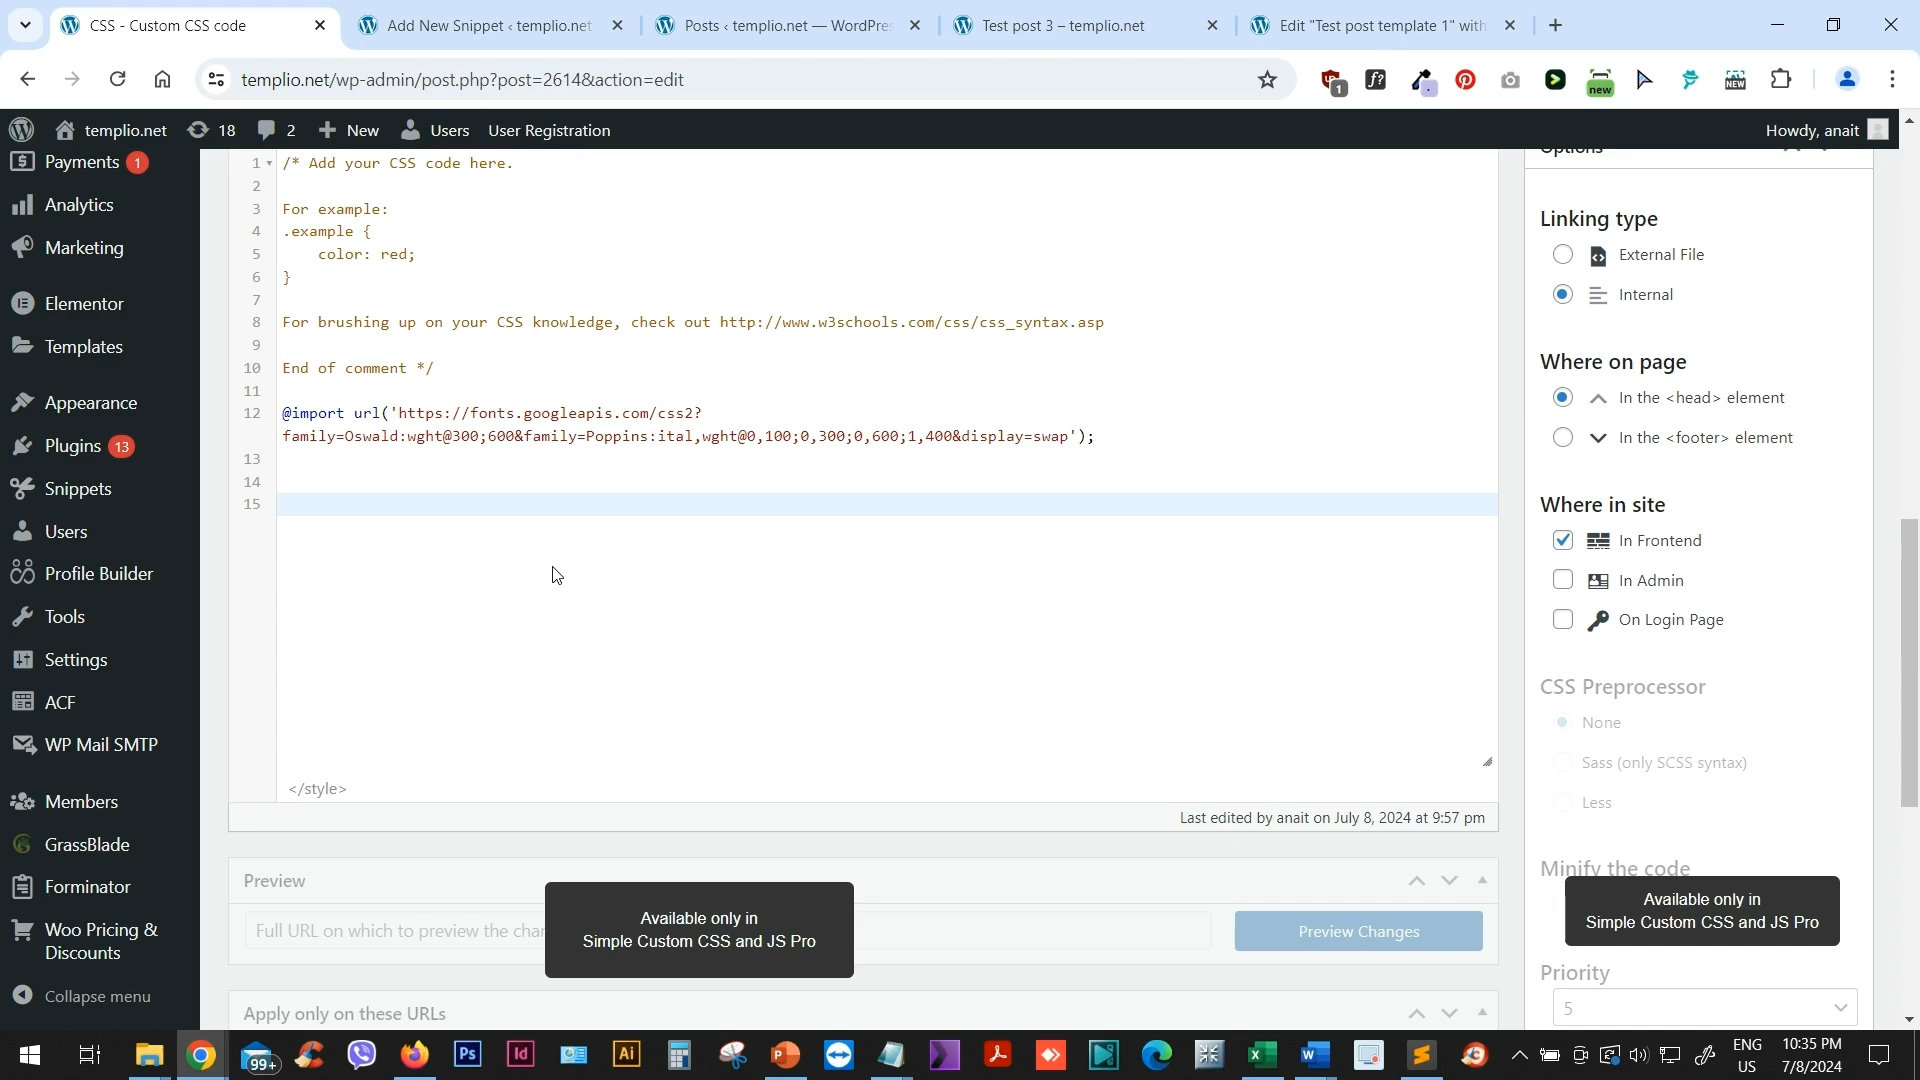 CSS - Custom CSS code
Add New Snippet ‹ templio.net
Posts ‹ templio.net — WordPres
Test post 3 – templio.net
Edit "Test post template 1" with
templio.net/wp-admin/post.php?post=2614&action=edit
1
f?
new
NEW
templio.net
18
2
New
Users
User Registration
Howdy, anait
Payments 1
Analytics
Marketing
Elementor
Templates
Appearance
Plugins 13
Snippets
Users
Profile Builder
Tools
Settings
ACF
WP Mail SMTP
Members
GrassBlade
Forminator
Woo Pricing &
Discounts
Collapse menu
1 /* Add your CSS code here.
2
3 For example:
4 .example {
5 color: red;
6 }
7
8 For brushing up on your CSS knowledge, check out http://www.w3schools.com/css/css_syntax.asp
9
10 End of comment */
11
12 @import url('https://fonts.googleapis.com/css2?
family=Oswald:wght@300;600&family=Poppins:ital,wght@0,100;0,300;0,600;1,400&display=swap');
13
14
15
</style>
Last edited by anait on July 8, 2024 at 9:57 pm
Preview
Full URL on which to preview the chan
Available only in
Simple Custom CSS and JS Pro
Preview Changes
Apply only on these URLs
Options
Linking type
External File
Internal
Where on page
In the <head> element
In the <footer> element
Where in site
In Frontend
In Admin
On Login Page
CSS Preprocessor
None
Sass (only SCSS syntax)
Less
Minify the code
Available only in
Simple Custom CSS and JS Pro
Priority
5
99+
Ps
Id
Ai
ENG
US
10:35 PM
7/8/2024